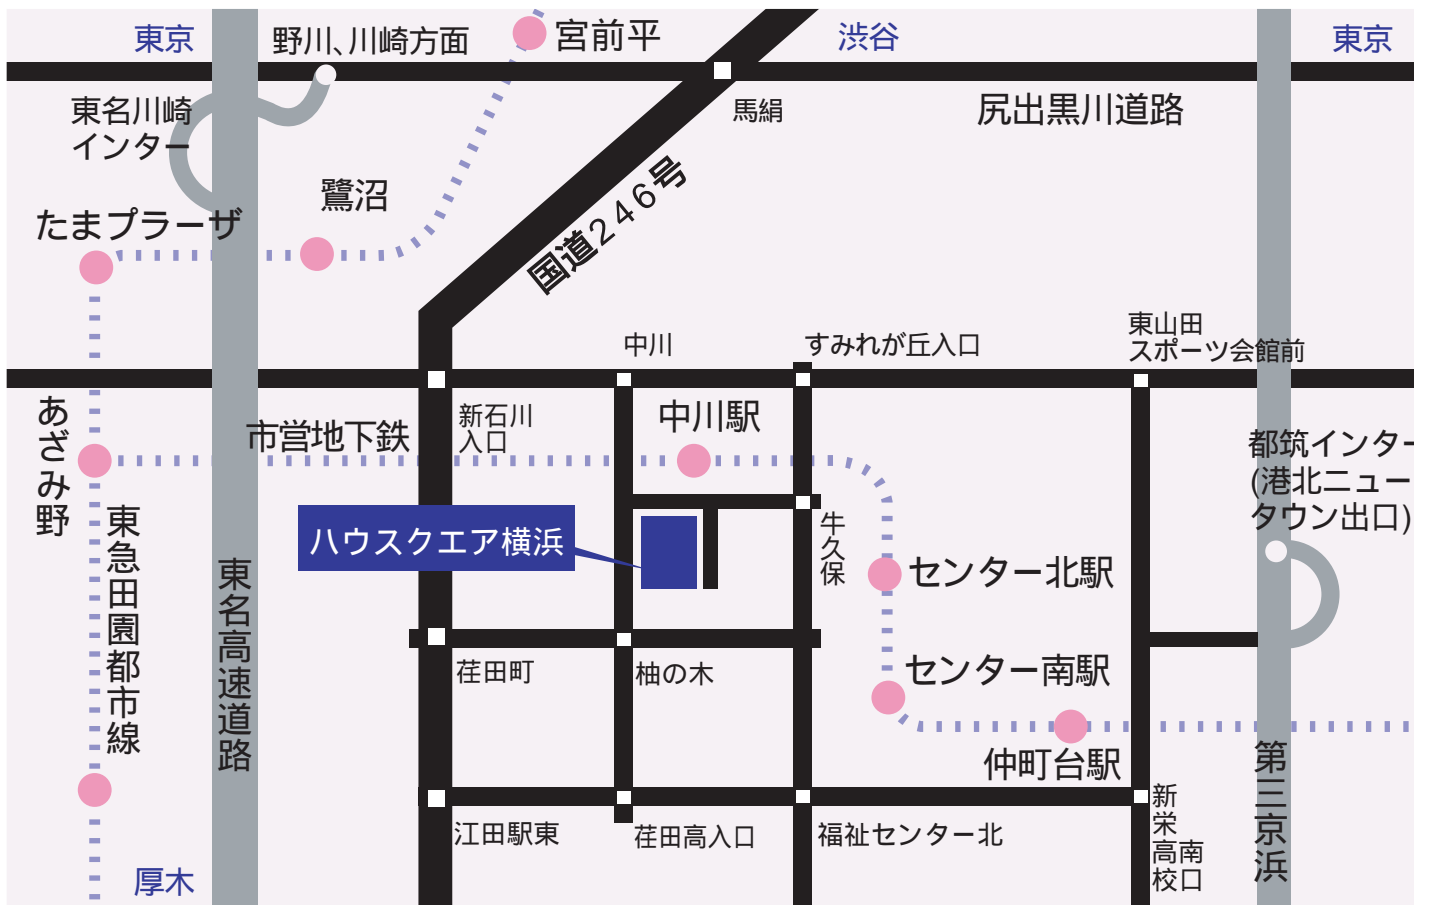 東京
野川、川崎方面
宮前平
渋谷
東京
東名川崎
インター
馬絹
尻出黒川道路
鷺沼
国道246号
たまプラーザ
中川
すみれが丘入口
東山田
スポーツ会館前
あざみ野
市営地下鉄
新石川
入口
中川駅
都筑インター
(港北ニュー
タウン出口)
東急田園都市線
ハウスクエア横浜
牛久保
東名高速道路
センター北駅
荏田町
柚の木
センター南駅
仲町台駅
第三京浜
江田駅東
荏田高入口
福祉センター北
新
栄
高南
校口
厚木